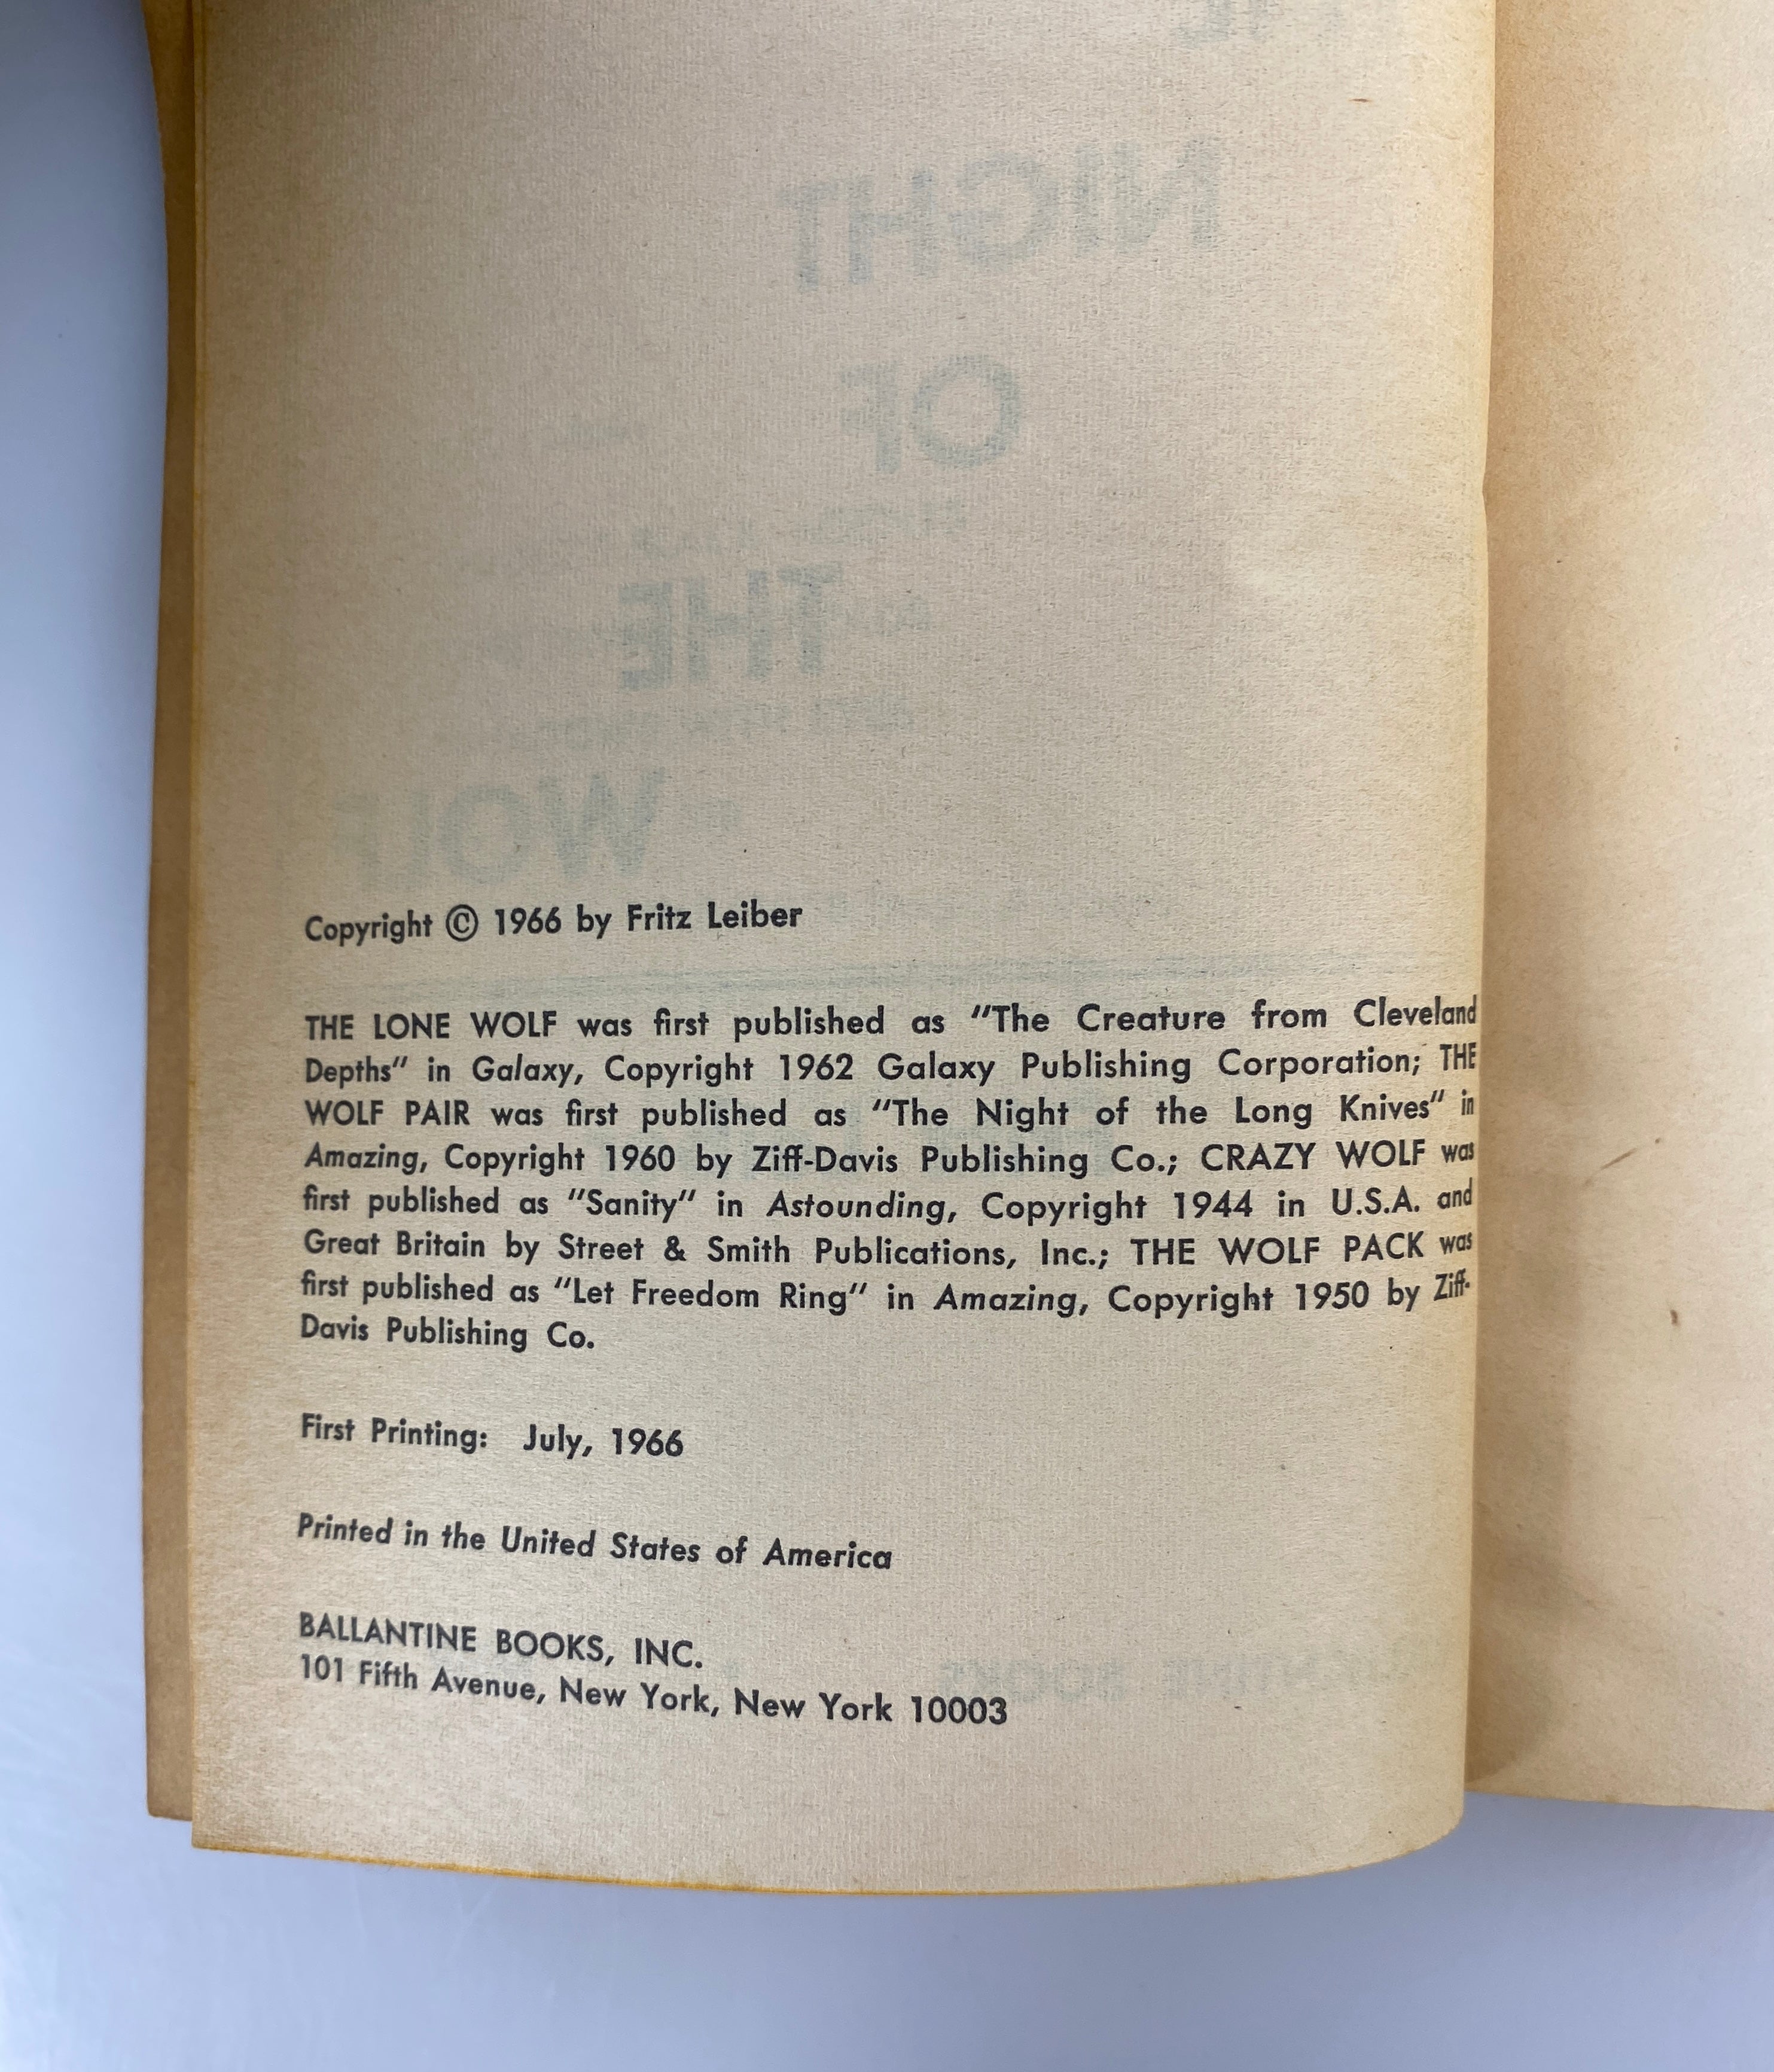 NIGHT
OF
THE
WOLF
Copyright © 1966 by Fritz Leiber
THE LONE WOLF was first published as "The Creature from Cleveland
Depths" in Galaxy, Copyright 1962 Galaxy Publishing Corporation; THE
WOLF PAIR was first published as "The Night of the Long Knives" in
Amazing, Copyright 1960 by Ziff-Davis Publishing Co.; CRAZY WOLF was
first published as "Sanity" in Astounding, Copyright 1944 in U.S.A. and
Great Britain by Street & Smith Publications, Inc.; THE WOLF PACK was
first published as "Let Freedom Ring" in Amazing, Copyright 1950 by Ziff-
Davis Publishing Co.
First Printing: July, 1966
Printed in the United States of America
BALLANTINE BOOKS, INC.
101 Fifth Avenue, New York, New York 10003